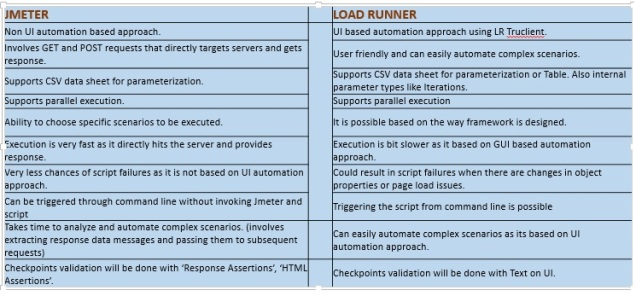 JMETER
LOAD RUNNER
Non UI automation based approach.
UI based automation approach using LR Truclient.
Involves GET and POST requests that directly targets servers and gets
response.
User friendly and can easily automate complex scenarios.
Supports CSV data sheet for parameterization.
Supports CSV data sheet for parameterization or Table. Also internal
parameter types like Iterations.
Supports parallel execution.
Supports parallel execution
Ability to choose specific scenarios to be executed.
It is possible based on the way framework is designed.
Execution is very fast as it directly hits the server and provides
response.
Execution is bit slower as it based on GUI based automation
approach.
Very less chances of script failures as it is not based on UI automation
approach.
Could result in script failures when there are changes in object
properties or page load issues.
Can be triggered through command line without invoking Jmeter and
script
Triggering the script from command line is possible
Takes time to analyze and automate complex scenarios. (involves
extracting response data messages and passing them to subsequent
requests)
Can easily automate complex scenarios as its based on UI
automation approach.
Checkpoints validation will be done with 'Response Assertions', 'HTML
Assertions'.
Checkpoints validation will be done with Text on UI.